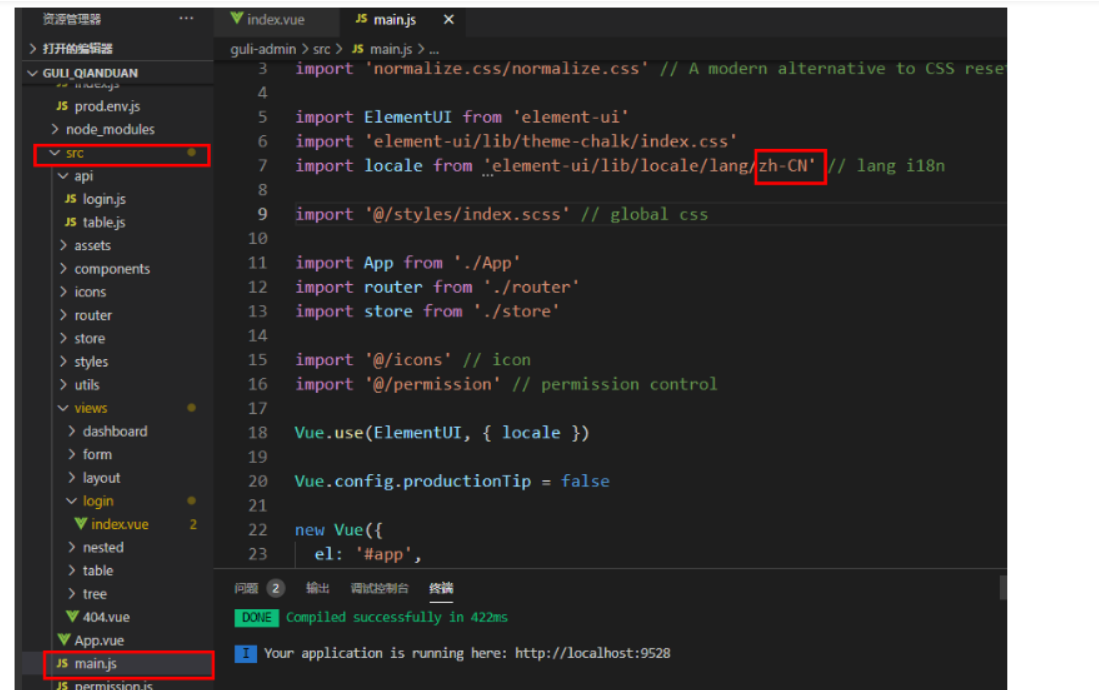 资源管理器 ···
打开的编辑器
GULI_QIANDUAN
index.js
JS prod.env.js
node_modules
src
api
JS login.js
JS table.js
assets
components
icons
router
store
styles
utils
views
dashboard
form
layout
login
index.vue 2
nested
table
tree
404.vue
App.vue
JS main.js
JS permission.js
index.vue JS main.js ×
guli-admin > src > JS main.js > ...
3 import 'normalize.css/normalize.css' // A modern alternative to CSS rese
4
5 import ElementUI from 'element-ui'
6 import 'element-ui/lib/theme-chalk/index.css'
7 import locale from 'element-ui/lib/locale/lang/zh-CN' // lang i18n
8
9 import '@/styles/index.scss' // global css
10
11 import App from './App'
12 import router from './router'
13 import store from './store'
14
15 import '@/icons' // icon
16 import '@/permission' // permission control
17
18 Vue.use(ElementUI, { locale })
19
20 Vue.config.productionTip = false
21
22 new Vue({
23 el: '#app',
问题 2 输出 调试控制台 终端
DONE Compiled successfully in 422ms
I Your application is running here: http://localhost:9528